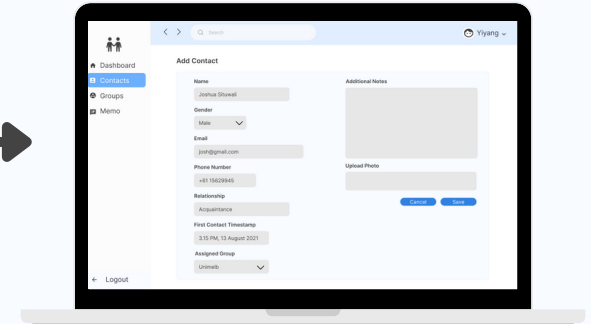 Search
Yiyang
Dashboard
Contacts
Groups
Memo
Logout
Add Contact
Name
Joshua Situwali
Gender
Male
Email
josh@gmail.com
Phone Number
+61 15629945
Relationship
Acquaintance
First Contact Timestamp
3:15 PM, 13 August 2021
Assigned Group
Unimelb
Additional Notes
Upload Photo
Cancel
Save